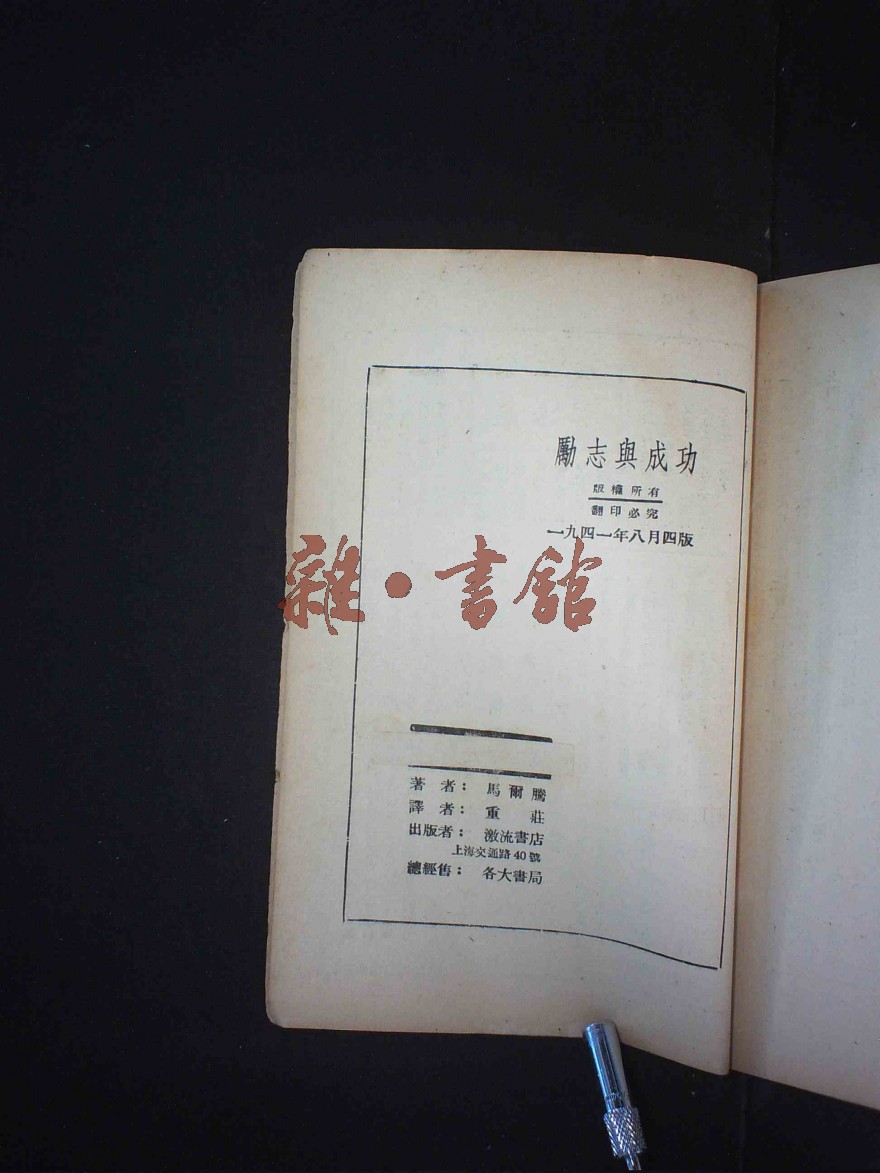 勵志與成功
版權所有
翻印必究
一九四一年八月四版
雜·書館
著者：馬爾騰
譯者：重莊
出版者：激流書店
上海交通路40號
總經售：各大書局